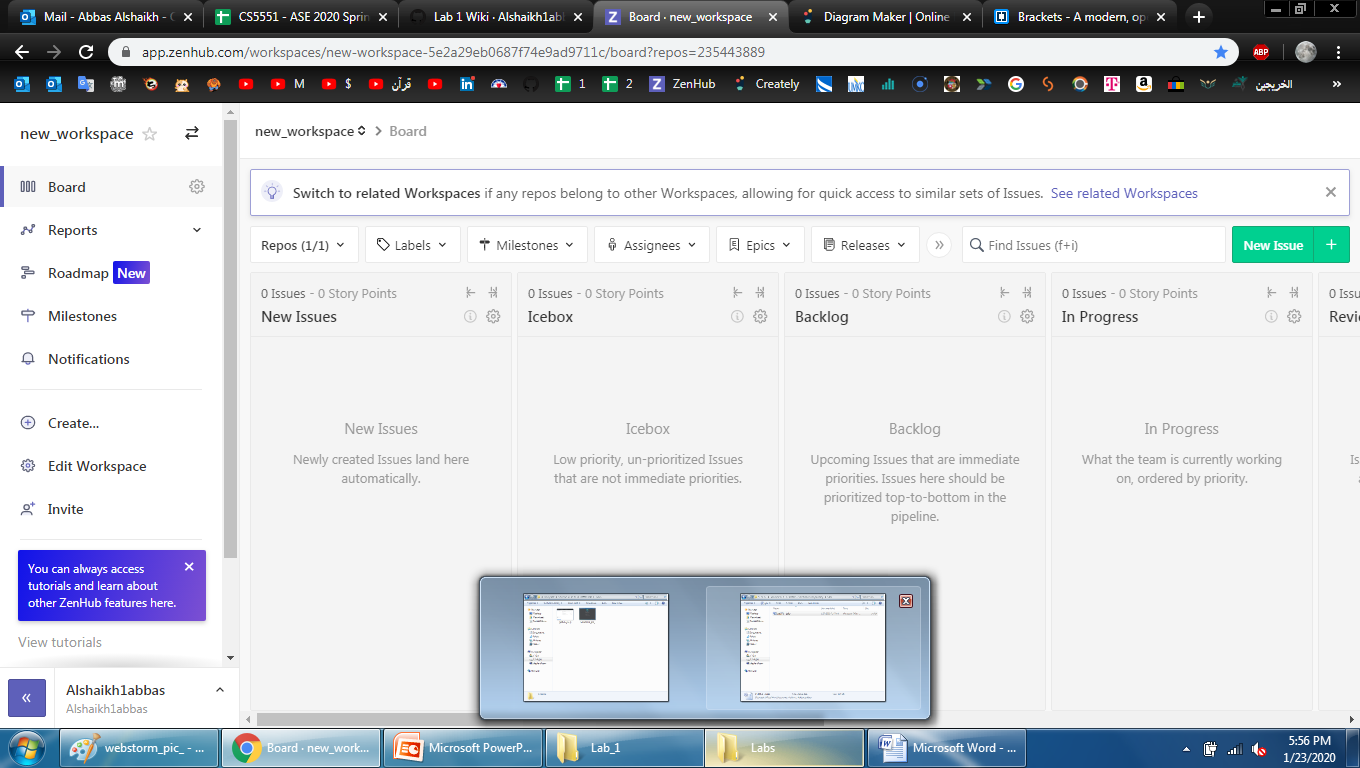 Mail - Abbas Alshaikh -
CS5551 - ASE 2020 Sprin
Lab 1 Wiki · Alshaikh1abb
Board · new_workspace
Diagram Maker | Online
Brackets - A modern, op
app.zenhub.com/workspaces/new-workspace-5e2a29eb0687f74e9ad9711c/board?repos=235443889
ABP
M
$
قرآن
1
2
ZenHub
Creately
الخريجين
new_workspace
new_workspace > Board
Switch to related Workspaces if any repos belong to other Workspaces, allowing for quick access to similar sets of Issues. See related Workspaces
Board
Reports
Roadmap New
Milestones
Notifications
Create...
Edit Workspace
Invite
You can always access
tutorials and learn about
other ZenHub features here.
View tutorials
Alshaikh1abbas
Alshaikh1abbas
Repos (1/1)
Labels
Milestones
Assignees
Epics
Releases
Find Issues (f+i)
New Issue
0 Issues - 0 Story Points
New Issues
New Issues
Newly created Issues land here
automatically.
0 Issues - 0 Story Points
Icebox
Icebox
Low priority, un-prioritized Issues
that are not immediate priorities.
0 Issues - 0 Story Points
Backlog
Backlog
Upcoming Issues that are immediate
priorities. Issues here should be
prioritized top-to-bottom in the
pipeline.
0 Issues - 0 Story Points
In Progress
In Progress
What the team is currently working
on, ordered by priority.
0 Issu
Revi
Is
a
webstorm_pic_ - ...
Board · new_work...
Microsoft PowerP...
Lab_1
Labs
Microsoft Word - ...
5:56 PM
1/23/2020